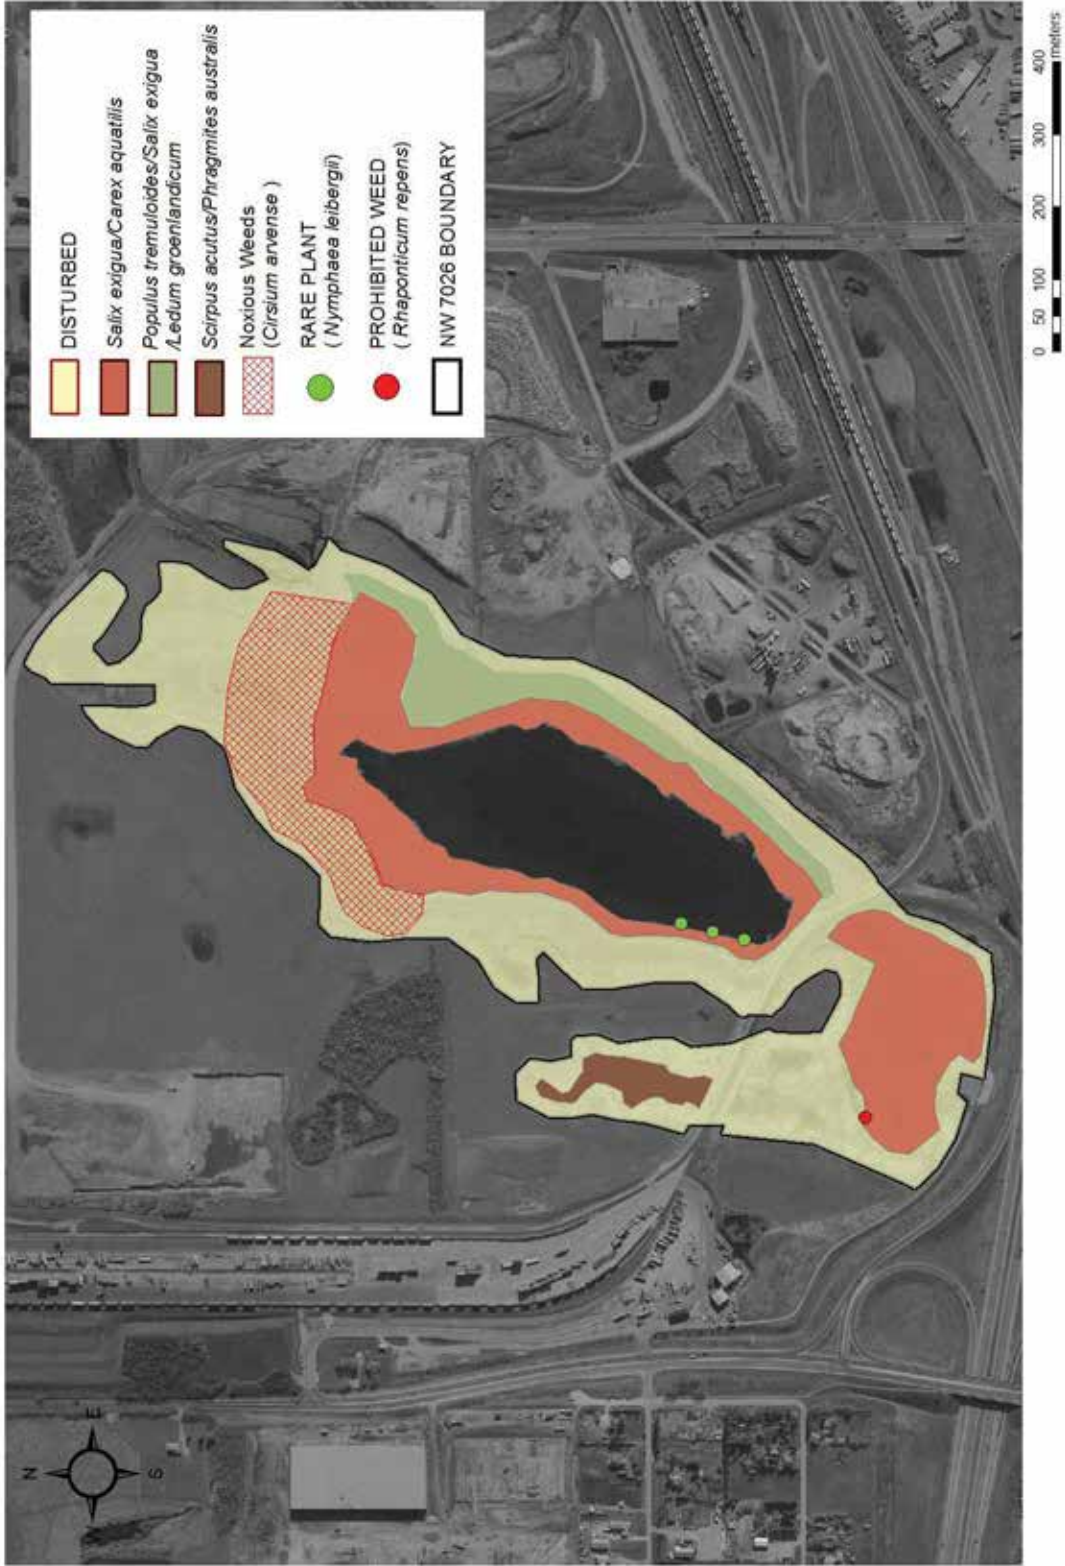 DISTURBED
Salix exigua/Carex aquatilis
Populus tremuloides/Salix exigua
/Ledum groenlandicum
Scirpus acutus/Phragmites australis
Noxious Weeds
(Cirsium arvense )
RARE PLANT
( Nymphaea leibergii)
PROHIBITED WEED
( Rhaponticum repens)
NW 7026 BOUNDARY
N
E
S
0 50 100 200 300 400
meters